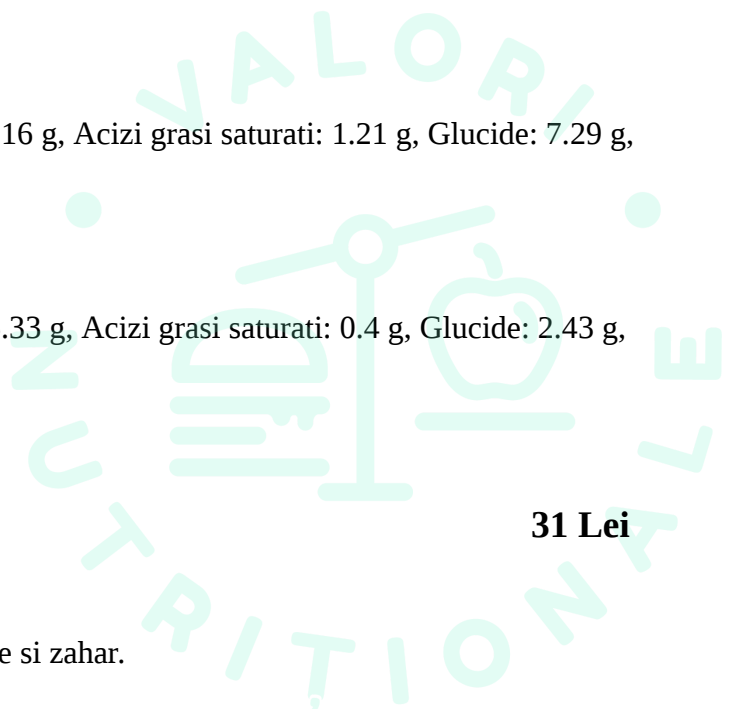 VALORI
16 g, Acizi grasi saturati: 1.21 g, Glucide: 7.29 g,
.33 g, Acizi grasi saturati: 0.4 g, Glucide: 2.43 g,
NUTRITIONALE
31 Lei
e si zahar.